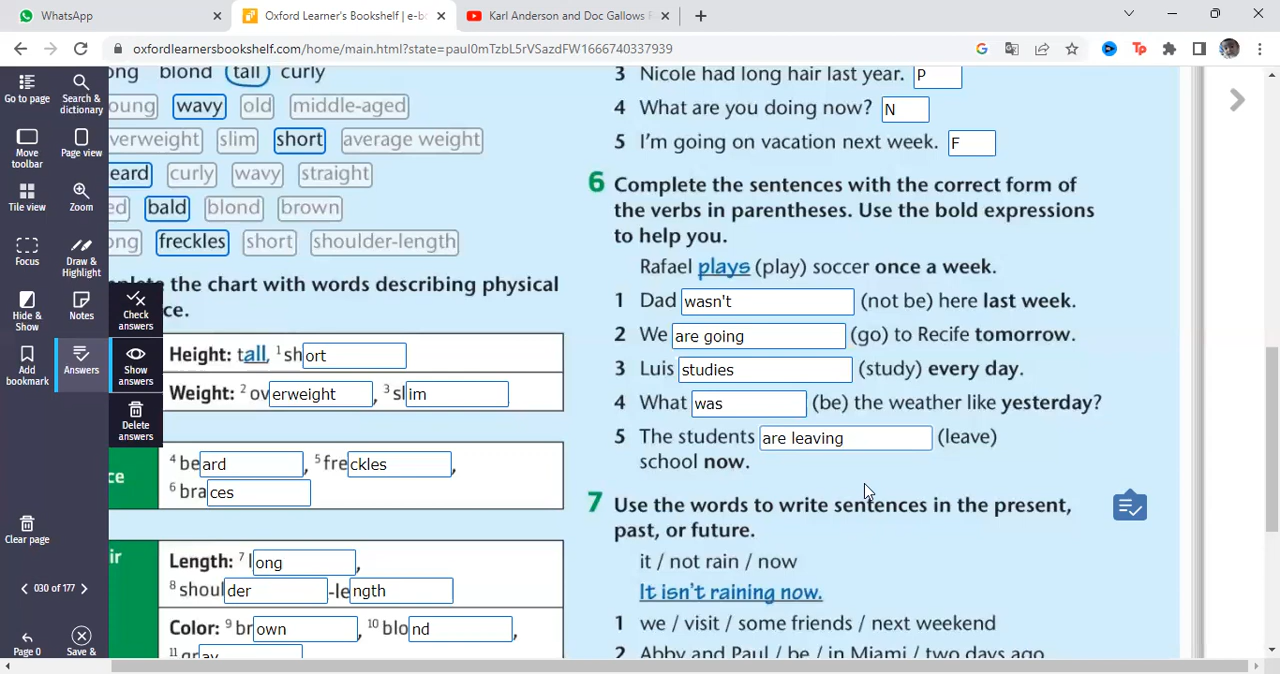 WhatsApp
Oxford Learner's Bookshelf | e-b
Karl Anderson and Doc Gallows
oxfordlearnersbookshelf.com/home/main.html?state=paul0mTzbL5rVSazdFW1666740337939
Go to page
Search & dictionary
Move toolbar
Page view
Tile view
Zoom
Focus
Draw & Highlight
Hide & Show
Notes
Add bookmark
Answers
Check answers
Show answers
Delete answers
Clear page
030 of 177
Page 0
Save &
ong blond tall curly
oung wavy old middle-aged
verweight slim short average weight
eard curly wavy straight
ed bald blond brown
ong freckles short shoulder-length
plete the chart with words describing physical
ce.
Height: tall, 1 short
Weight: 2 overweight, 3 slim
ce
4 beard, 5 freckles,
6 braces
ir
Length: 7 long,
8 shoulder-length
Color: 9 brown, 10 blond,
11 gray
3 Nicole had long hair last year. P
4 What are you doing now? N
5 I'm going on vacation next week. F
6 Complete the sentences with the correct form of
the verbs in parentheses. Use the bold expressions
to help you.
Rafael plays (play) soccer once a week.
1 Dad wasn't (not be) here last week.
2 We are going (go) to Recife tomorrow.
3 Luis studies (study) every day.
4 What was (be) the weather like yesterday?
5 The students are leaving (leave)
school now.
7 Use the words to write sentences in the present,
past, or future.
it / not rain / now
It isn't raining now.
1 we / visit / some friends / next weekend
2 Abby and Paul / be / in Miami / two days ago